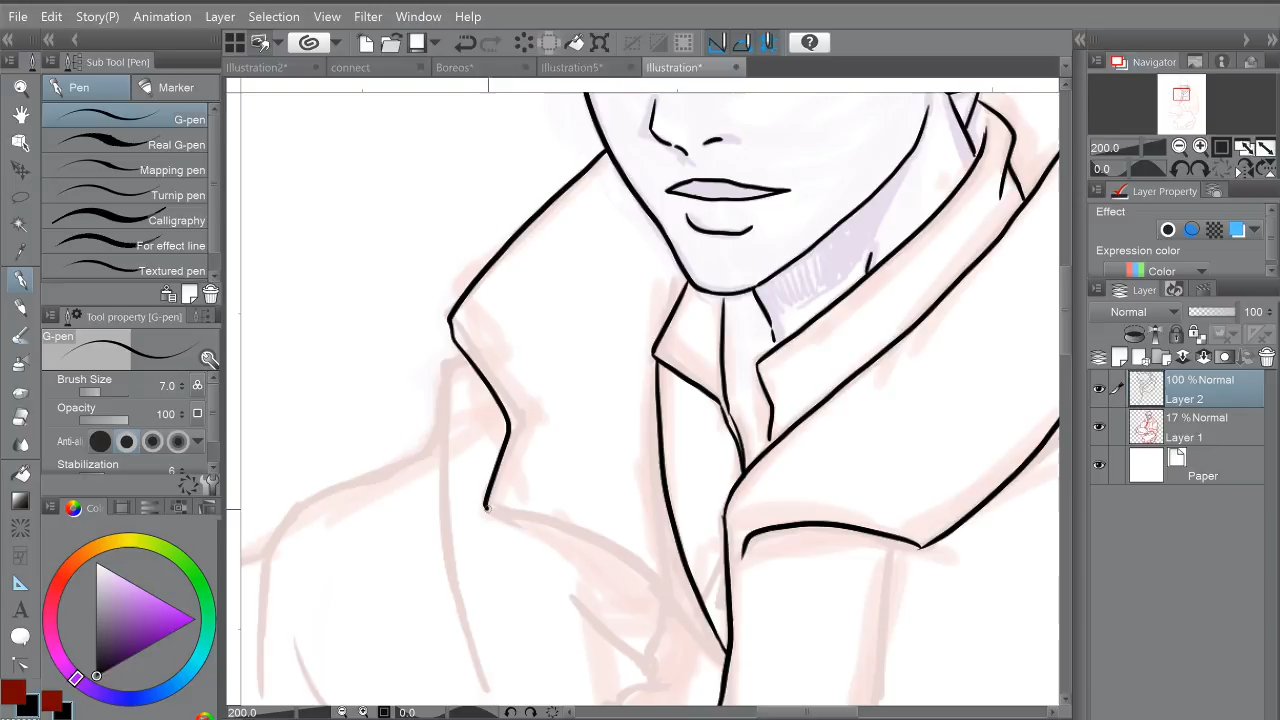 File Edit Story(P) Animation Layer Selection View Filter Window Help
Sub Tool [Pen]
Pen Marker
G-pen
Real G-pen
Mapping pen
Turnip pen
Calligraphy
For effect line
Textured pen
Tool property [G-pen]
G-pen
Brush Size 7.0
Opacity 100
Anti-al
Stabilization 6
Col
Illustration2* connect Boreos* Illustration5* Illustration*
200.0 0.0
Navigator
200.0
0.0
Layer Property
Effect
Expression color
Color
Layer
Normal 100
100 % Normal
Layer 2
17 % Normal
Layer 1
Paper